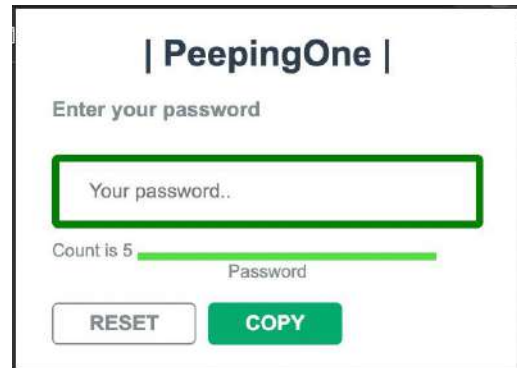 | PeepingOne |
Enter your password
Your password..
Count is 5
Password
RESET COPY